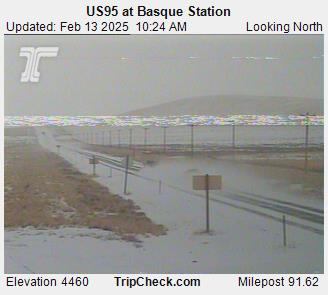 US95 at Basque Station
Updated: Feb 13 2025 10:24 AM Looking North
Elevation 4460 TripCheck.com Milepost 91.62